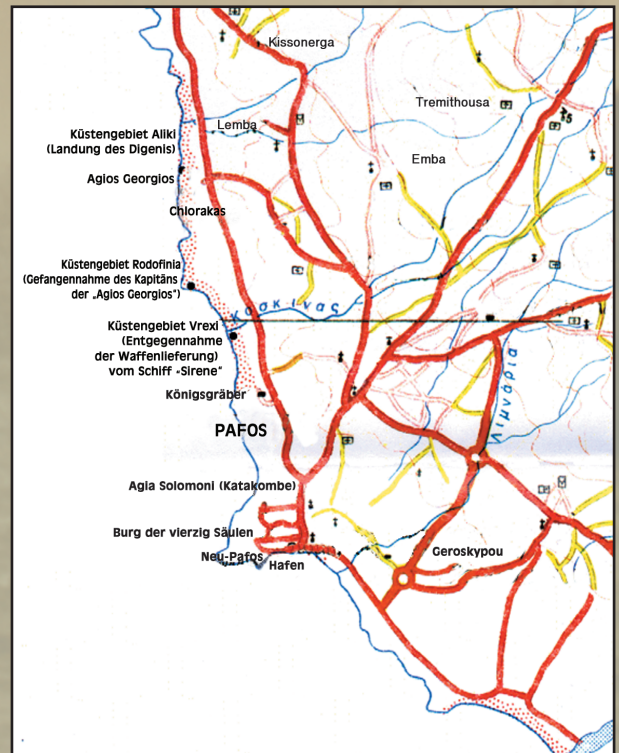 Kissonerga
Tremithousa
Lemba
5
Küstengebiet Aliki
(Landung des Digenis)
Emba
Agios Georgios
Chlorakas
Küstengebiet Rodofinia
(Gefangennahme des Kapitäns
der „Agios Georgios")
Κοσκινας
Küstengebiet Vrexi
(Entgegennahme
der Waffenlieferung)
vom Schiff «Sirene"
Λιμνάρια
Königsgräber
PAFOS
Agia Solomoni (Katakombe)
Burg der vierzig Säulen
Neu-Pafos
Hafen
Geroskypou